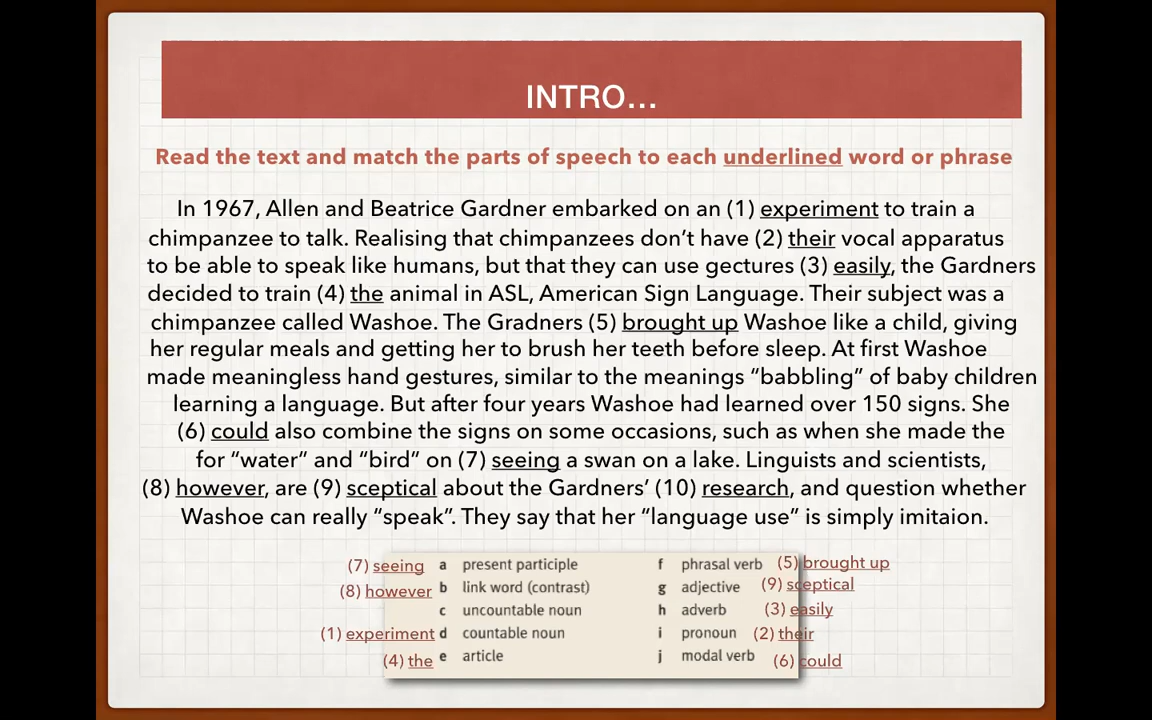 INTRO...
Read the text and match the parts of speech to each underlined word or phrase
In 1967, Allen and Beatrice Gardner embarked on an (1) experiment to train a
chimpanzee to talk. Realising that chimpanzees don't have (2) their vocal apparatus
to be able to speak like humans, but that they can use gectures (3) easily, the Gardners
decided to train (4) the animal in ASL, American Sign Language. Their subject was a
chimpanzee called Washoe. The Gradners (5) brought up Washoe like a child, giving
her regular meals and getting her to brush her teeth before sleep. At first Washoe
made meaningless hand gestures, similar to the meanings “babbling” of baby children
learning a language. But after four years Washoe had learned over 150 signs. She
(6) could also combine the signs on some occasions, such as when she made the
for “water” and “bird” on (7) seeing a swan on a lake. Linguists and scientists,
(8) however, are (9) sceptical about the Gardners’ (10) research, and question whether
Washoe can really “speak”. They say that her “language use” is simply imitaion.
(7) seeing a present participle f phrasal verb (5) brought up
(8) however b link word (contrast) g adjective (9) sceptical
c uncountable noun h adverb (3) easily
(1) experiment d countable noun i pronoun (2) their
(4) the e article j modal verb (6) could